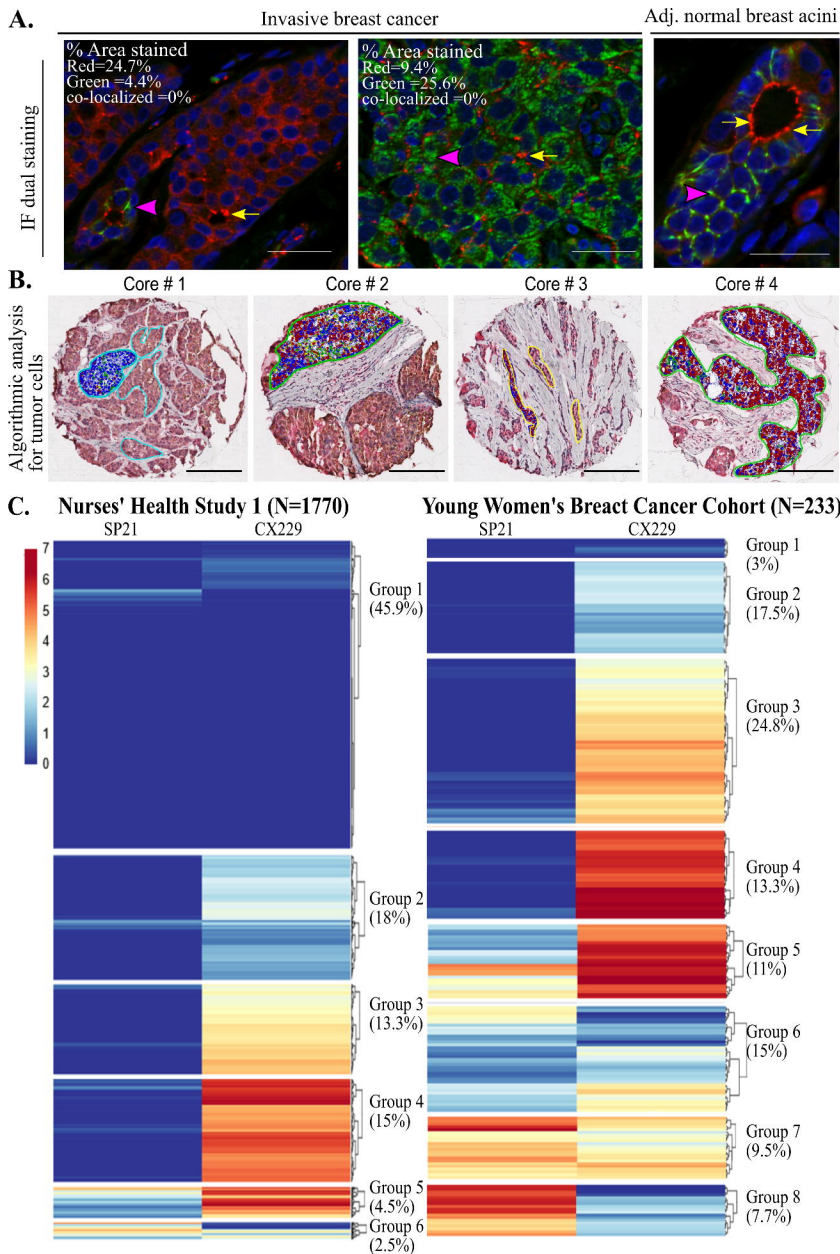 A.
Invasive breast cancer
Adj. normal breast acini
IF dual staining
% Area stained
Red=24.7%
Green =4.4%
co-localized =0%
% Area stained
Red=9.4%
Green =25.6%
co-localized =0%
B.
Core # 1
Core # 2
Core # 3
Core # 4
Algorithmic analysis
for tumor cells
C.
Nurses' Health Study 1 (N=1770)
SP21
CX229
7
6
5
4
3
2
1
0
Group 1
(45.9%)
Group 2
(18%)
Group 3
(13.3%)
Group 4
(15%)
Group 5
(4.5%)
Group 6
(2.5%)
Young Women's Breact Cancer Cohort (N=233)
SP21
CX229
Group 1
(3%)
Group 2
(17.5%)
Group 3
(24.8%)
Group 4
(13.3%)
Group 5
(11%)
Group 6
(15%)
Group 7
(9.5%)
Group 8
(7.7%)